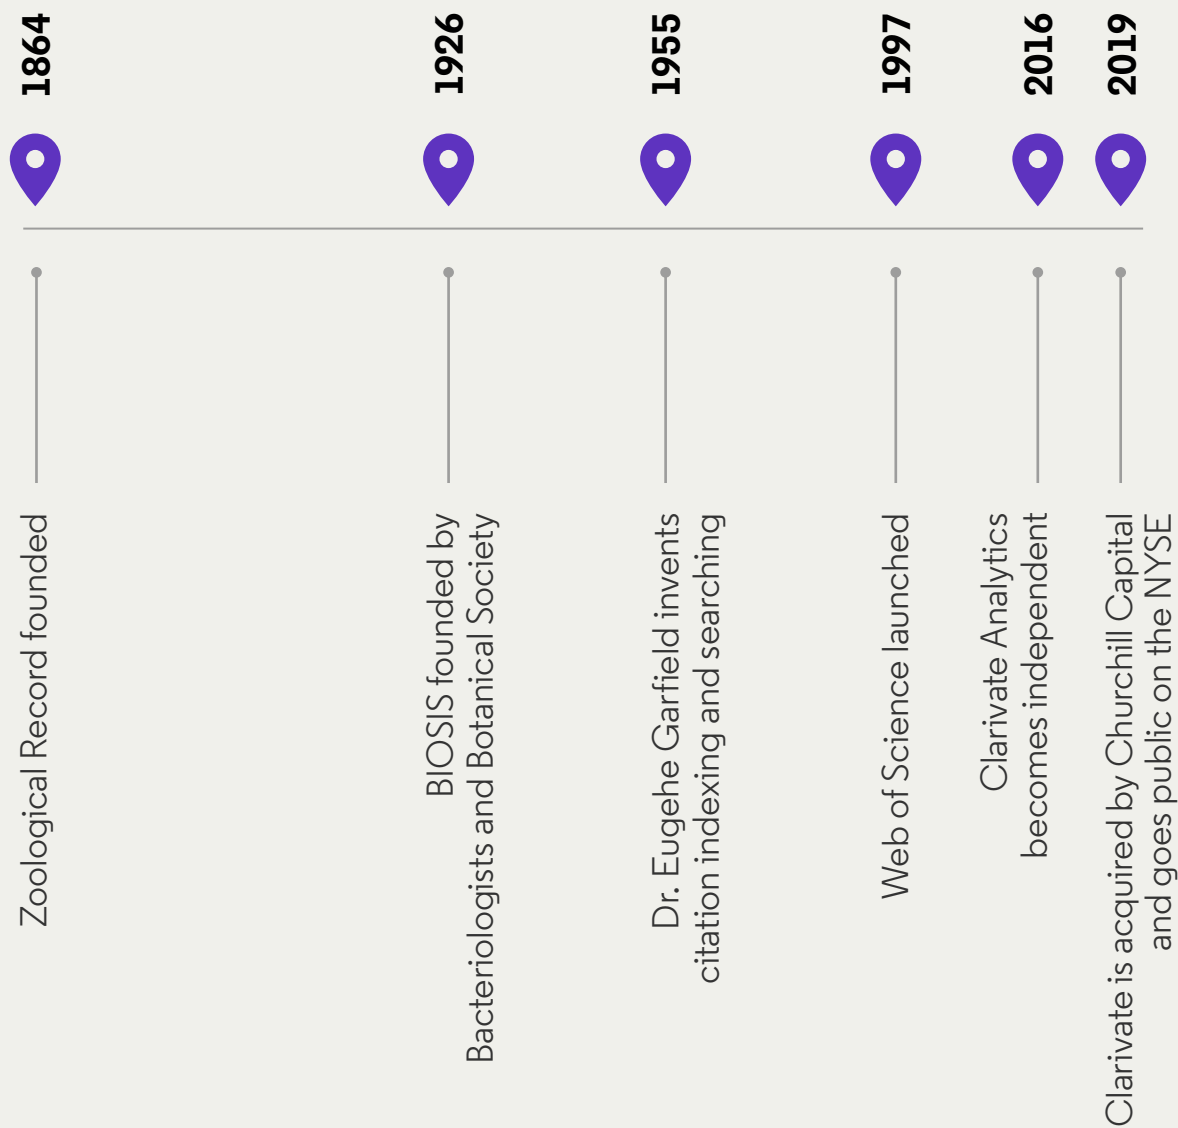 1864
Zoological Record founded
1926
BIOSIS founded by
Bacteriologists and Botanical Society
1955
Dr. Eugehe Garfield invents
citation indexing and searching
1997
Web of Science launched
2016
Clarivate Analytics
becomes independent
2019
Clarivate is acquired by Churchill Capital
and goes public on the NYSE